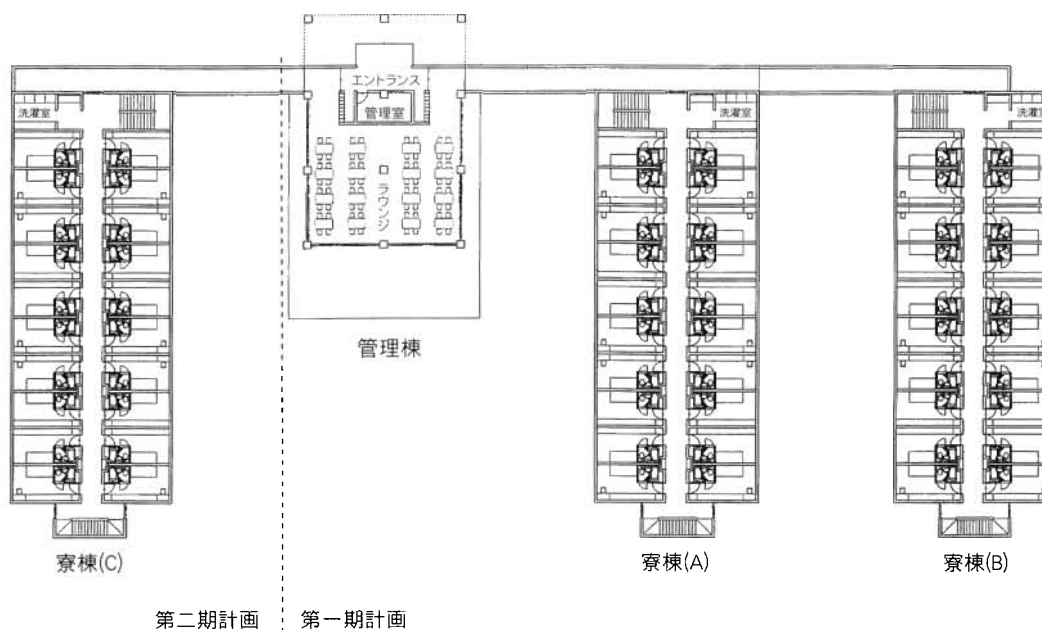 エントランス
管理室
洗濯室
洗濯室
洗濯室
ラウンジ
管理棟
寮棟(C)
寮棟(A)
寮棟(B)
第二期計画
第一期計画